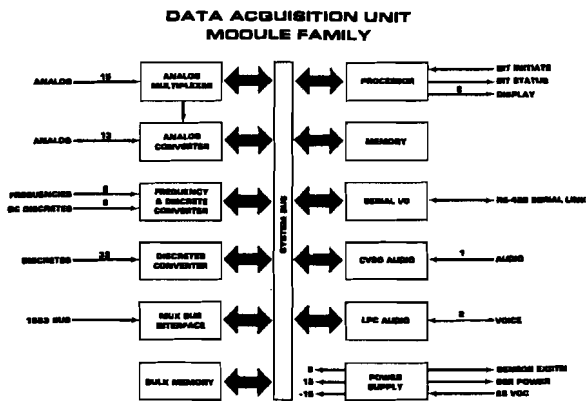 DATA ACQUISITION UNIT
MODULE FAMILY
ANALOG
15
ANALOG
MULTIPLEXER
PROCESSOR
BIT INITIATE
BIT STATUS
DISPLAY
ANALOG
13
ANALOG
CONVERTER
MEMORY
FREQUENCIES
DC DISCRETES
FREQUENCY
& DISCRETE
CONVERTER
SYSTEM BUS
SERIAL I/O
RS-422 SERIAL LINK
DISCRETES
DISCRETES
CONVERTER
CVSD AUDIO
1
AUDIO
1553 BUS
MUX BUS
INTERFACE
LPC AUDIO
2
VOICE
BULK MEMORY
5
15
-15
POWER
SUPPLY
SENSOR EXCITN
POWER
VDC